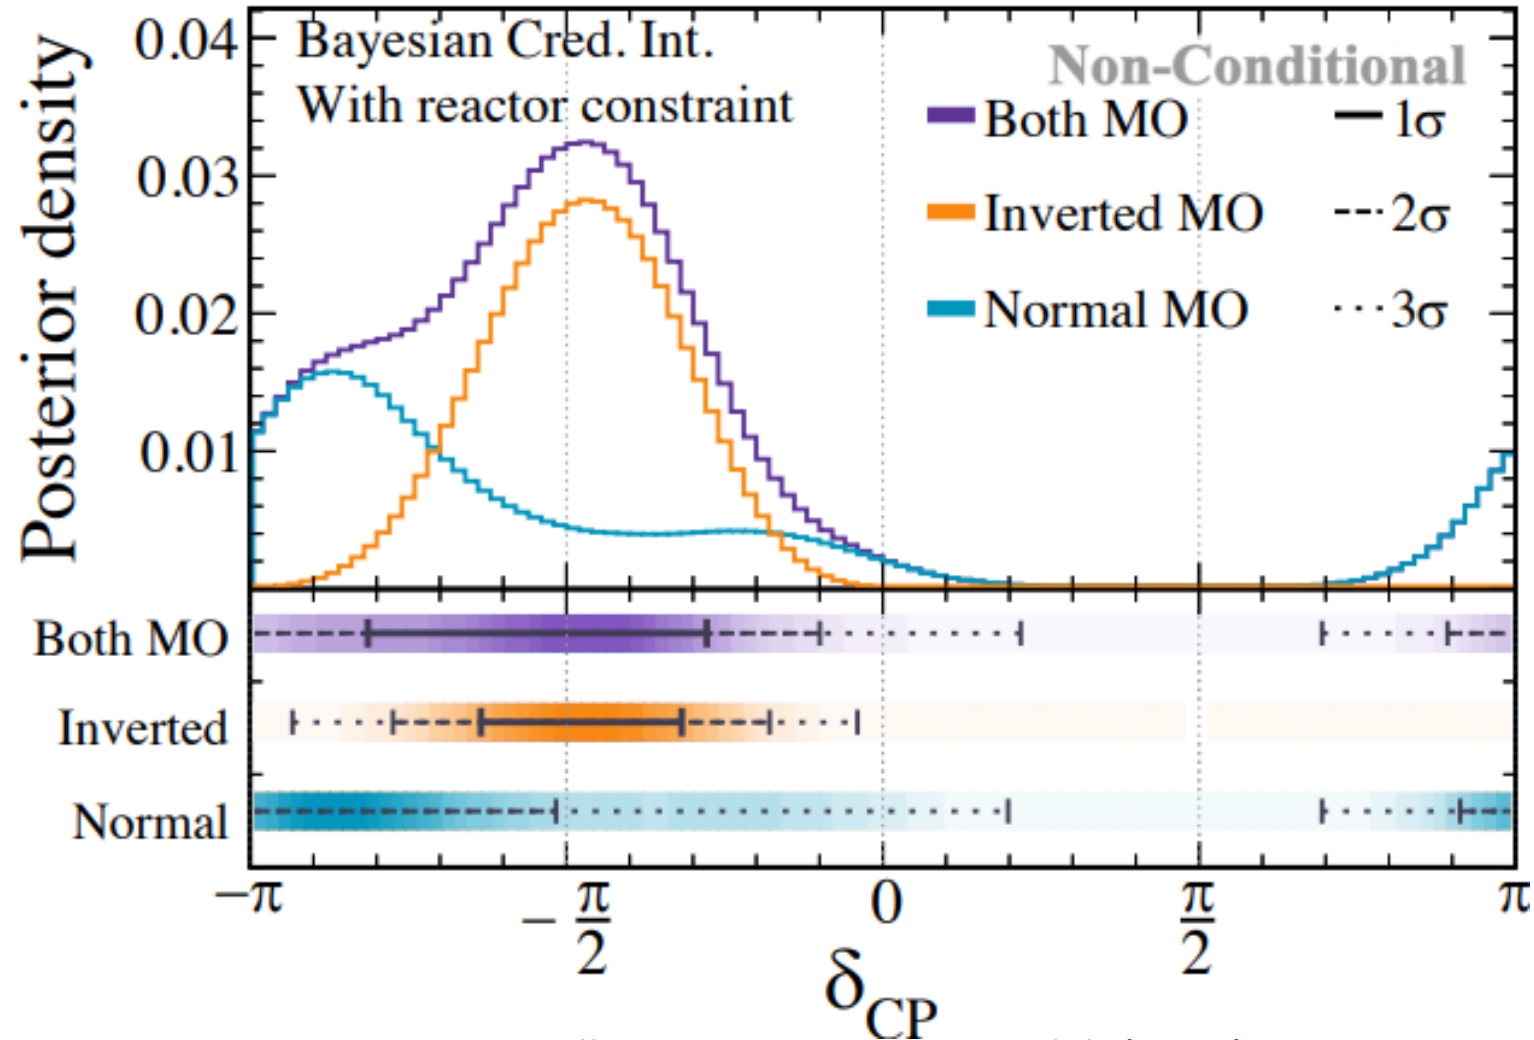 Posterior density
0.04
0.03
0.02
0.01
Bayesian Cred. Int.
With reactor constraint
Non-Conditional
Both MO
Inverted MO
Normal MO
1σ
2σ
3σ
Both MO
Inverted
Normal
−π
− π/2
0
π/2
π
δCP